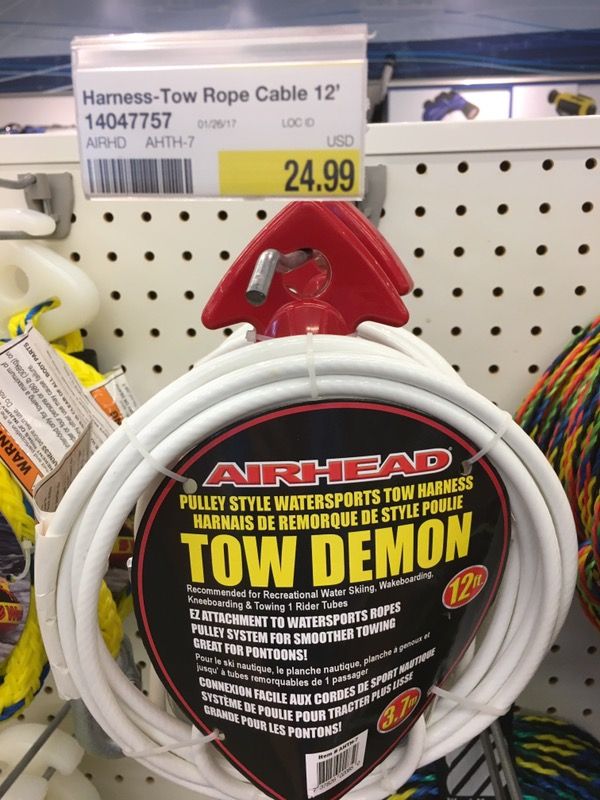 Harness-Tow Rope Cable 12'
14047757 01/26/17 LOC ID
AIRHD AHTH-7 USD
24.99
WARN
AIRHEAD
PULLEY STYLE WATERSPORTS TOW HARNESS
HARNAIS DE REMORQUE DE STYLE POULIE
TOW DEMON
12ft.
Recommended for Recreational Water Skiing, Wakeboarding,
Kneeboarding & Towing 1 Rider Tubes
EZ ATTACHMENT TO WATERSPORTS ROPES
PULLEY SYSTEM FOR SMOOTHER TOWING
GREAT FOR PONTOONS!
Pour le ski nautique, le planche nautique, planche à genoux et
jusqu' à tubes remorquables de 1 passager
CONNEXION FACILE AUX CORDES DE SPORT NAUTIQUE
SYSTÈME DE POULIE POUR TRACTER PLUS LISSE
GRANDE POUR LES PONTONS!
3.7m
Item # AHTH-7